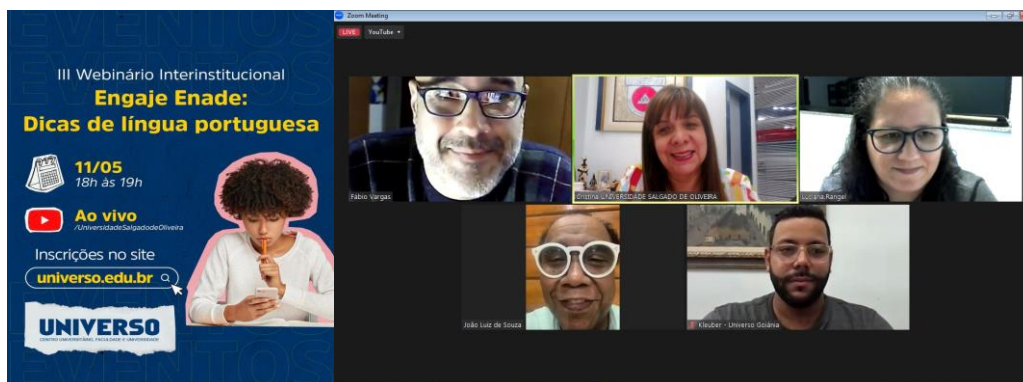 III Webinário Interinstitucional
Engaje Enade:
Dicas de língua portuguesa
11/05
18h às 19h
Ao vivo
/UniversidadeSalgadodeOliveira
Inscrições no site
universo.edu.br
UNIVERSO
CENTRO UNIVERSITÁRIO, FACULDADE E UNIVERSIDADE
EVENTOS
Zoom Meeting
LIVE YouTube
Fábio Vargas
Cristina UNIVERSIDADE SALGADO DE OLIVEIRA
Luciana Rangel
João Luiz de Souza
Kleuber - Universo Goiânia